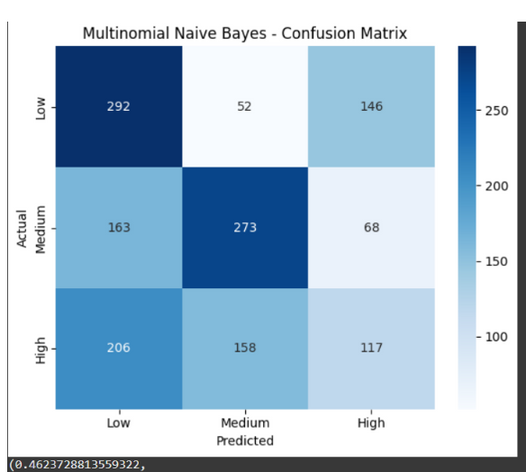 Multinomial Naive Bayes - Confusion Matrix
Low 292 52 146
Medium 163 273 68
High 206 158 117
Actual
Low Medium High
Predicted
250
200
150
100
(0.4623728813559322,